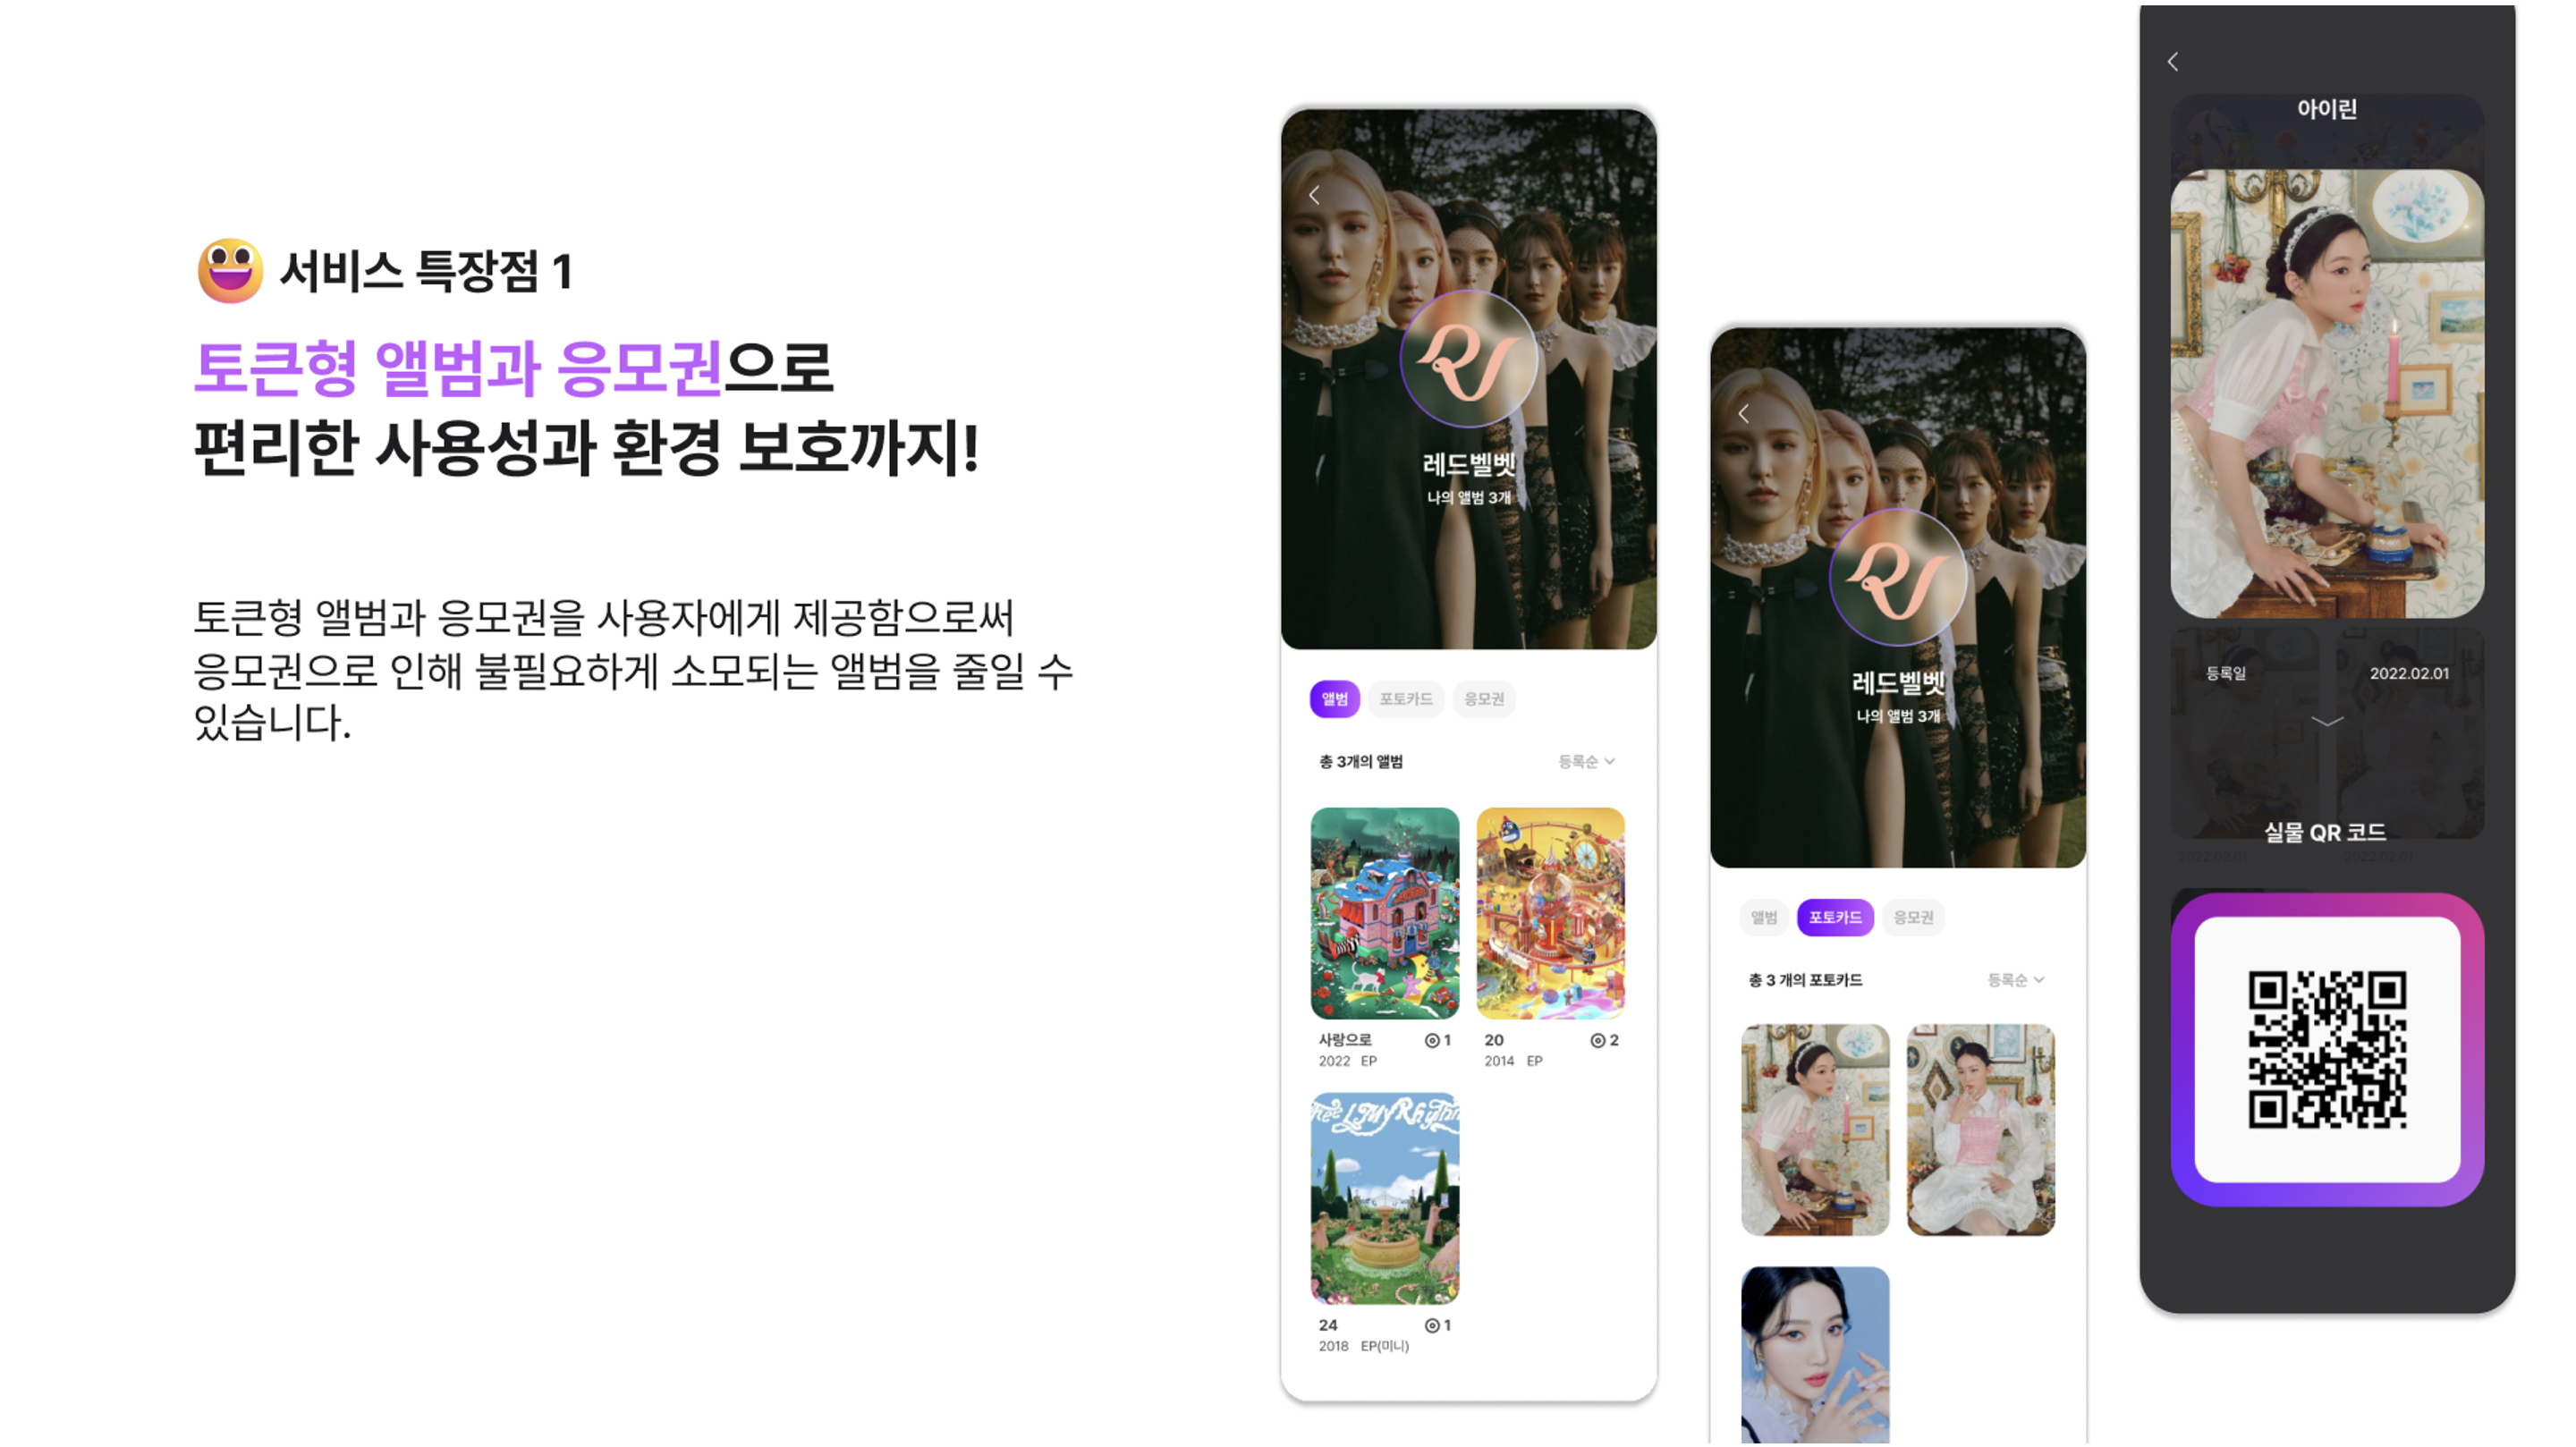 서비스 특장점 1
토큰형 앨범과 응모권으로
편리한 사용성과 환경 보호까지!
토큰형 앨범과 응모권을 사용자에게 제공함으로써
응모권으로 인해 불필요하게 소모되는 앨범을 줄일 수
있습니다.
레드벨벳
나의 앨범 3개
앨범 포토카드 응모권
총 3개의 앨범 등록순
사랑으로 1
2022 EP
20 2
2014 EP
24 1
2018 EP(미니)
레드벨벳
나의 앨범 3개
앨범 포토카드 응모권
총 3 개의 포토카드 등록순
아이린
등록일 2022.02.01
실물 QR 코드
2022.02.01 2022.02.01